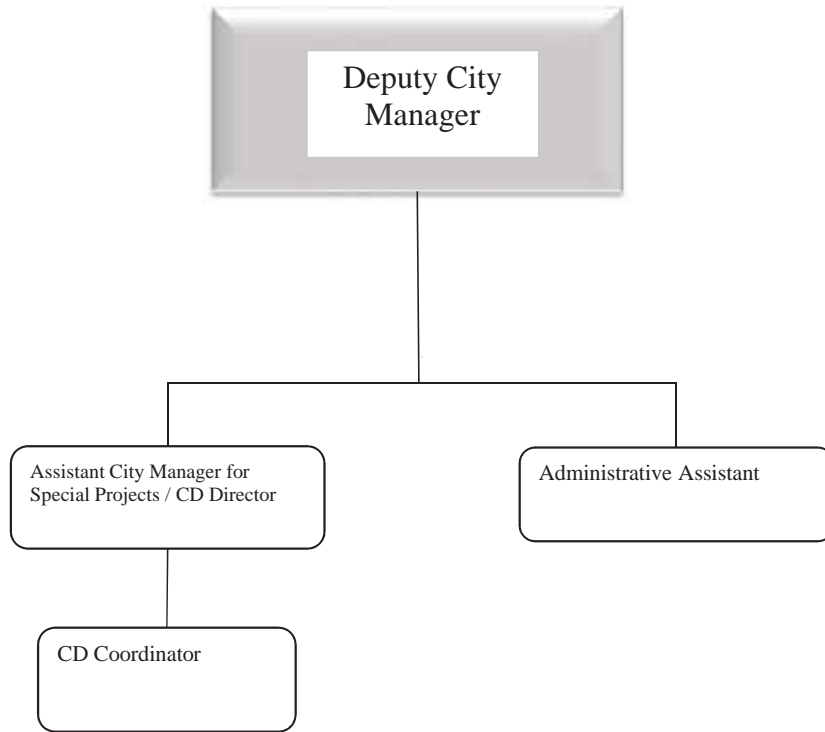 Deputy City
Manager
Assistant City Manager for
Special Projects / CD Director
Administrative Assistant
CD Coordinator